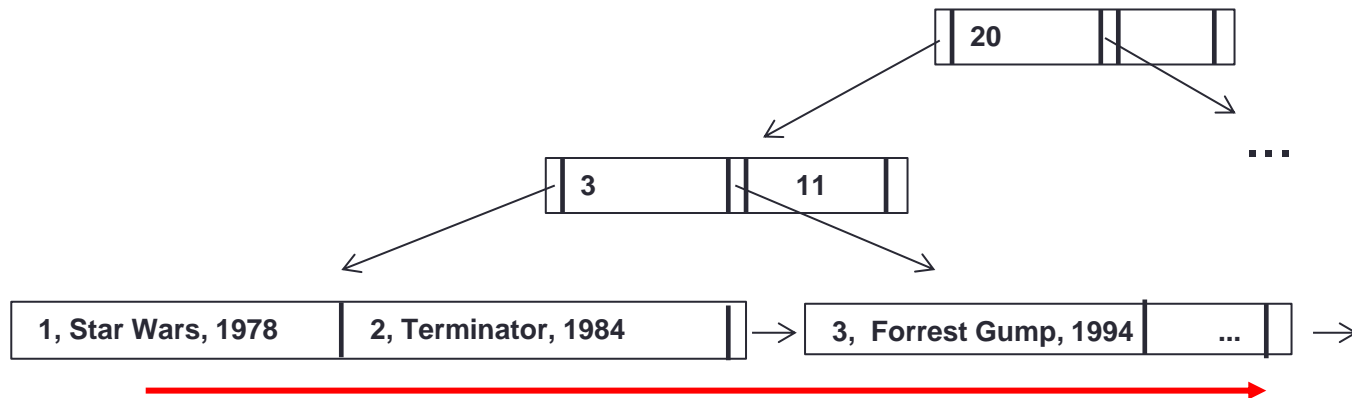 20
...
3 11
1, Star Wars, 1978 2, Terminator, 1984 3, Forrest Gump, 1994 ...